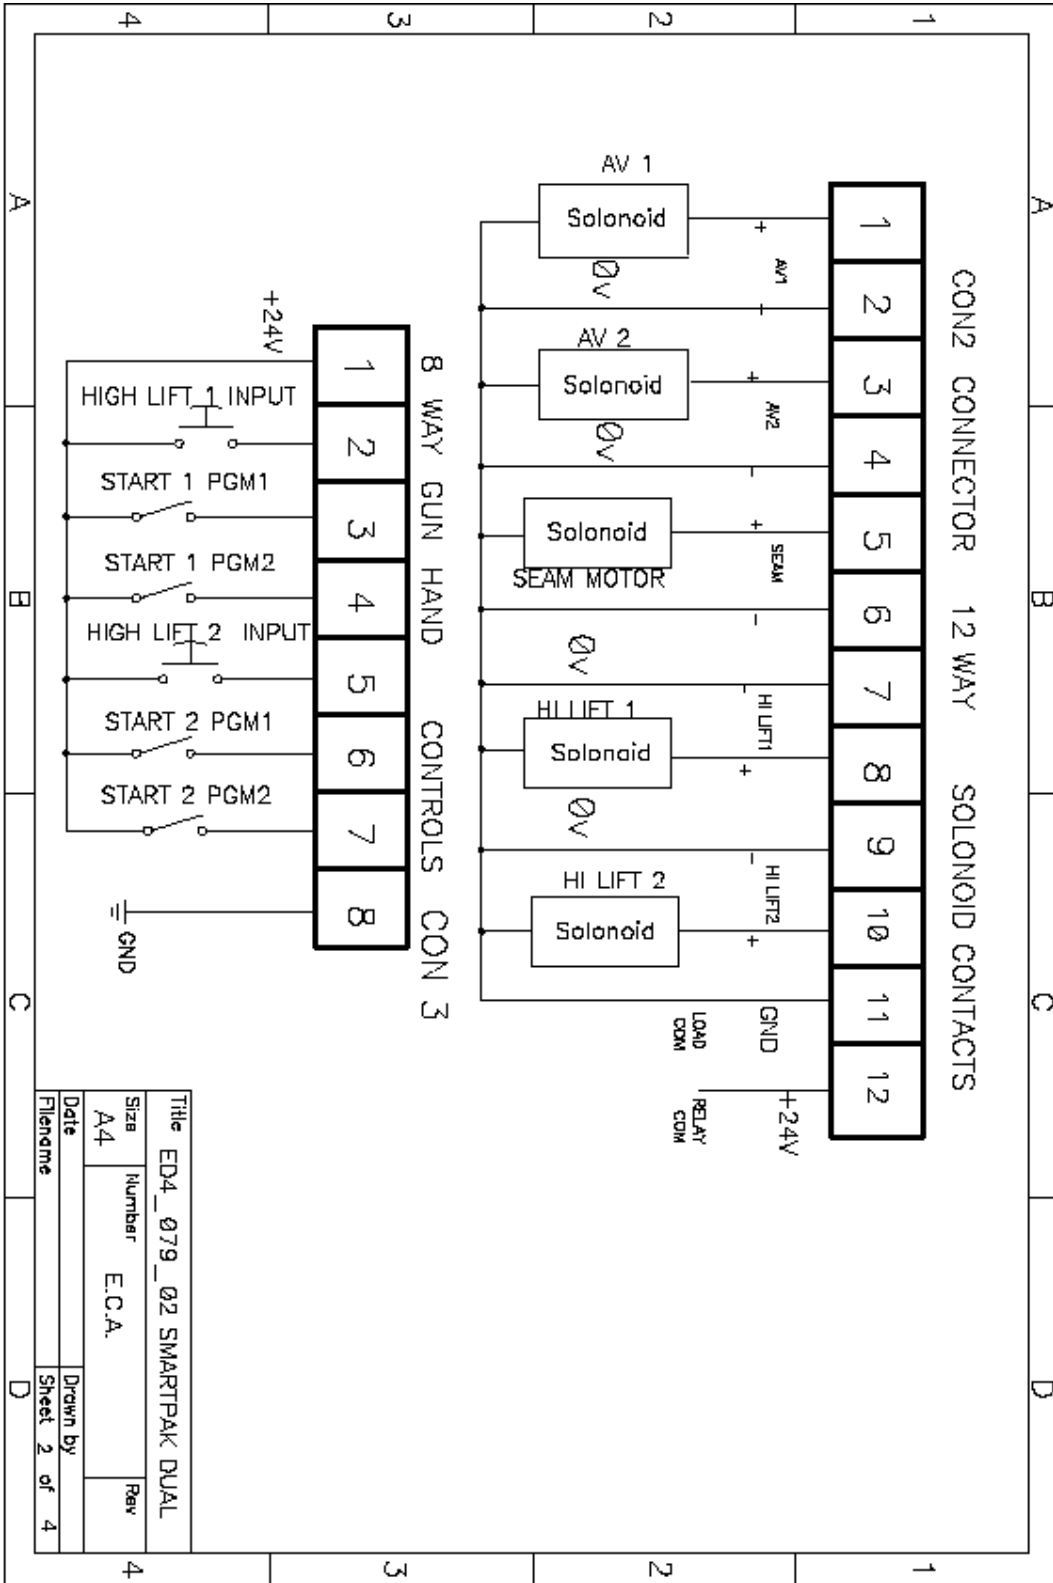 4 3 2 1
A
B
C
D
A
B
C
D
4 3 2 1
CON2 CONNECTOR 12 WAY SOLONOID CONTACTS
1
2
3
4
5
6
7
8
9
10
11
12
AV 1
Solonoid
0v
+
AV1
AV 2
Solonoid
0v
+
AV2
-
Solonoid
SEAM MOTOR
+
SEAM
-
0v
-
HI LIFT 1
HI LIFT1
Solonoid
+
0v
-
HI LIFT 2
HI LIFT2
Solonoid
+
GND
LOAD COM
+24V
RELAY COM
8 WAY GUN HAND CONTROLS CON 3
1
2
3
4
5
6
7
8
+24V
HIGH LIFT 1 INPUT
START 1 PGM1
START 1 PGM2
HIGH LIFT 2 INPUT
START 2 PGM1
START 2 PGM2
GND
Title ED4_079_02 SMARTPAK DUAL
Size A4
Number E.C.A.
Rev
Date
Drawn by
Filename
Sheet 2 of 4